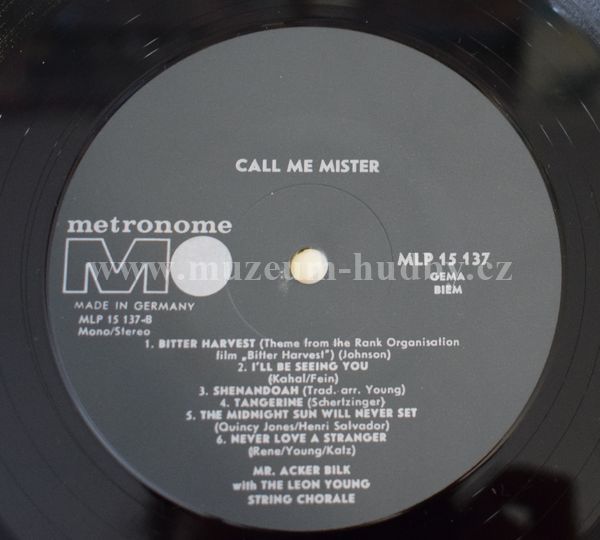 CALL ME MISTER
metronome
M
MADE IN GERMANY
MLP 15 137-B
Mono/Stereo
MLP 15 137
GEMA
BIEM
www.muzeum-hudby.cz
1. BITTER HARVEST (Theme from the Rank Organisation
film „Bitter Harvest") (Johnson)
2. I'LL BE SEEING YOU
(Kahal/Fein)
3. SHENANDOAH (Trad. arr. Young)
4. TANGERINE (Schertzinger)
5. THE MIDNIGHT SUN WILL NEVER SET
(Quincy Jones/Henri Salvador)
6. NEVER LOVE A STRANGER
(Rene/Young/Katz)
MR. ACKER BILK
with THE LEON YOUNG
STRING CHORALE